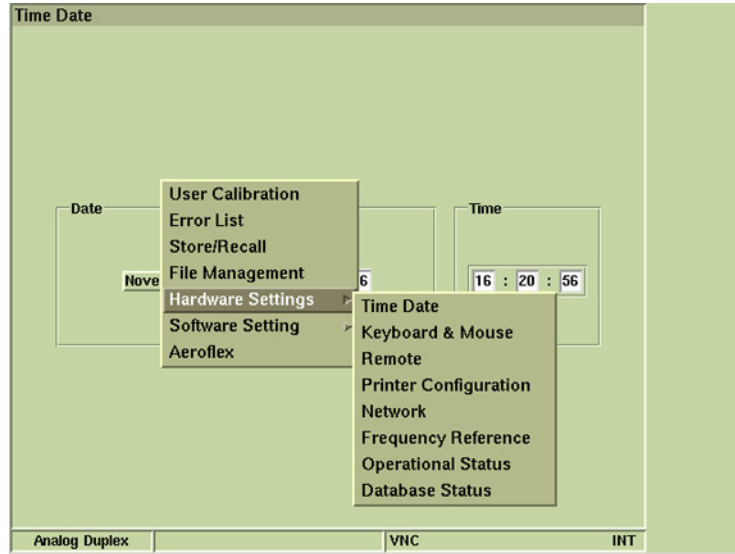 Time Date
User Calibration
Error List
Store/Recall
File Management
Hardware Settings
Software Setting
Aeroflex
Date
Nove
6
Time
16 : 20 : 56
Time Date
Keyboard & Mouse
Remote
Printer Configuration
Network
Frequency Reference
Operational Status
Database Status
Analog Duplex
VNC
INT